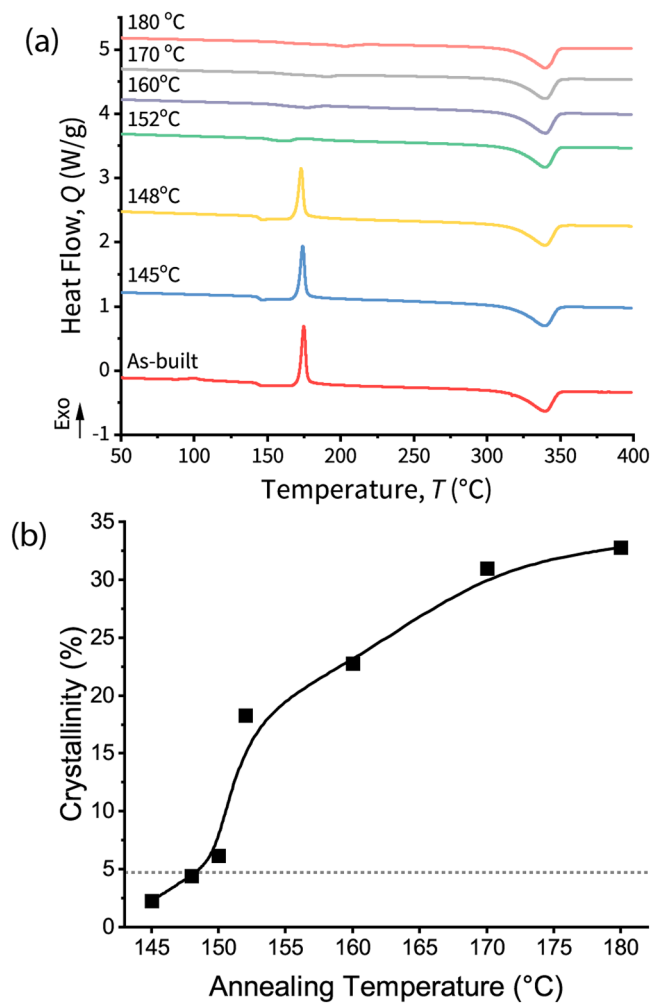 (a)
180 °C
170 °C
160°C
152°C
148°C
145°C
As-built
5
4
3
2
1
0
-1
Heat Flow, Q (W/g)
Exo
50 100 150 200 250 300 350 400
Temperature, T (°C)
(b)
35
30
25
20
15
10
5
0
Crystallinity (%)
145 150 155 160 165 170 175 180
Annealing Temperature (°C)